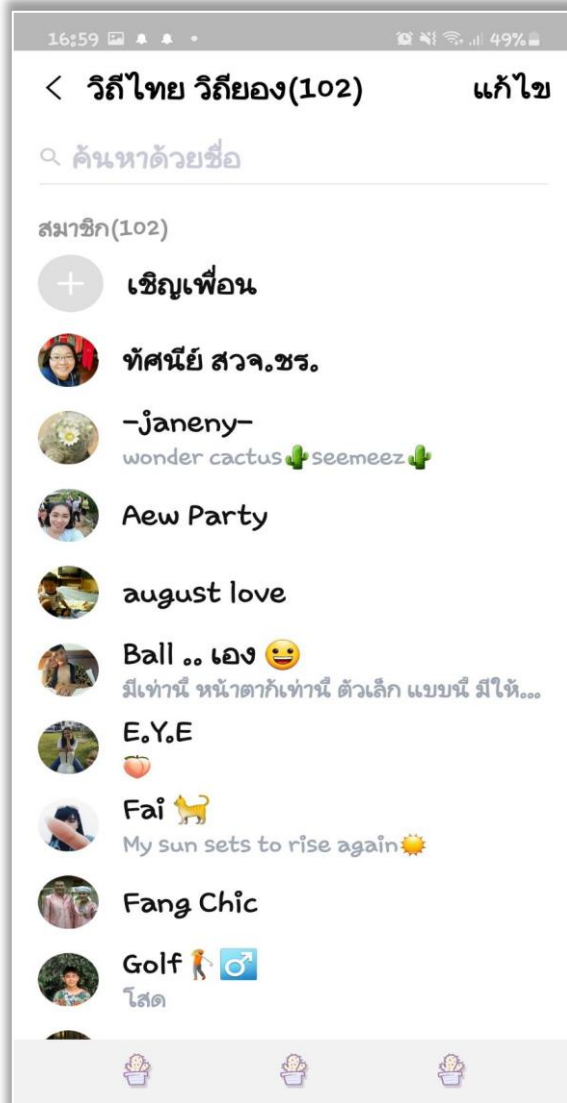 16:59 49%
วิถีไทย วิถียอง(102) แก้ไข
ค้นหาด้วยชื่อ
สมาชิก(102)
เชิญเพื่อน
ทัศนีย์ สวจ.ชร.
-janeny-
wonder cactus🌵seemeez🌵
Aew Party
august love
Ball .. เอง 😀
มีเท่านี้ หน้าตาก้เท่านี้ ตัวเล็ก แบบนี้ มีให้...
E.Y.E
🍑
Fai 🐈
My sun sets to rise again☀️
Fang Chic
Golf🏌️♂️
โสด